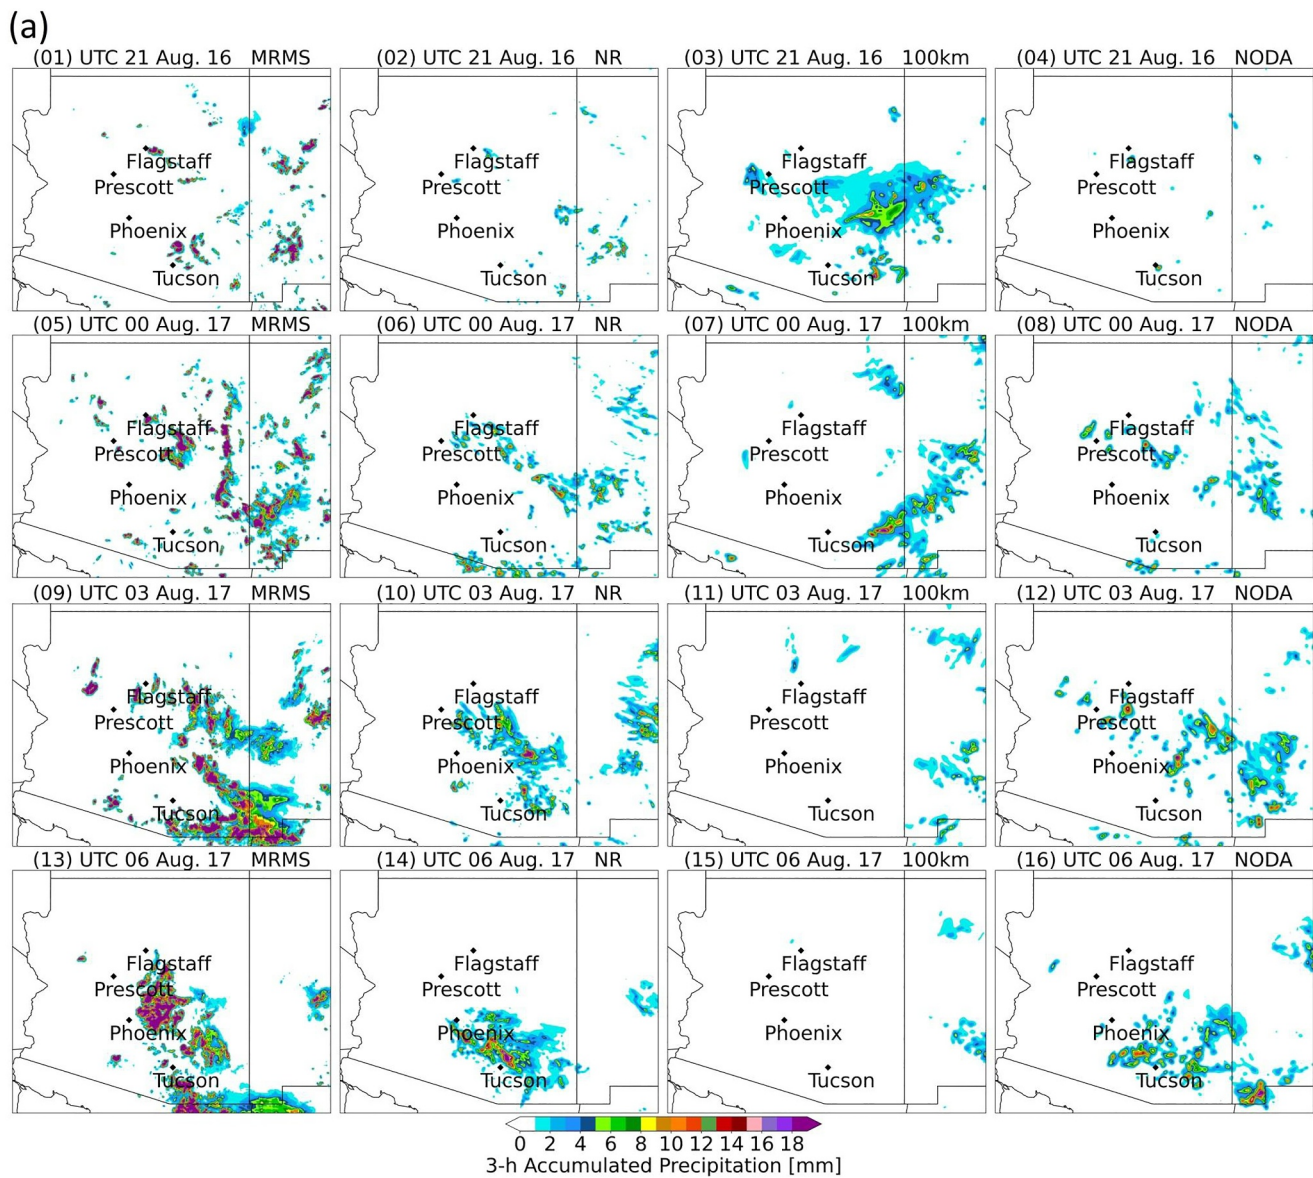 (a)
(01) UTC 21 Aug. 16 MRMS (02) UTC 21 Aug. 16 NR (03) UTC 21 Aug. 16 100km (04) UTC 21 Aug. 16 NODA
Flagstaff Flagstaff Flagstaff Flagstaff
Prescott Prescott Prescott Prescott
Phoenix Phoenix Phoenix Phoenix
Tucson Tucson Tucson Tucson
(05) UTC 00 Aug. 17 MRMS (06) UTC 00 Aug. 17 NR (07) UTC 00 Aug. 17 100km (08) UTC 00 Aug. 17 NODA
Flagstaff Flagstaff Flagstaff Flagstaff
Prescott Prescott Prescott Prescott
Phoenix Phoenix Phoenix Phoenix
Tucson Tucson Tucson Tucson
(09) UTC 03 Aug. 17 MRMS (10) UTC 03 Aug. 17 NR (11) UTC 03 Aug. 17 100km (12) UTC 03 Aug. 17 NODA
Flagstaff Flagstaff Flagstaff Flagstaff
Prescott Prescott Prescott Prescott
Phoenix Phoenix Phoenix Phoenix
Tucson Tucson Tucson Tucson
(13) UTC 06 Aug. 17 MRMS (14) UTC 06 Aug. 17 NR (15) UTC 06 Aug. 17 100km (16) UTC 06 Aug. 17 NODA
Flagstaff Flagstaff Flagstaff Flagstaff
Prescott Prescott Prescott Prescott
Phoenix Phoenix Phoenix Phoenix
Tucson Tucson Tucson Tucson
0 2 4 6 8 10 12 14 16 18
3-h Accumulated Precipitation [mm]